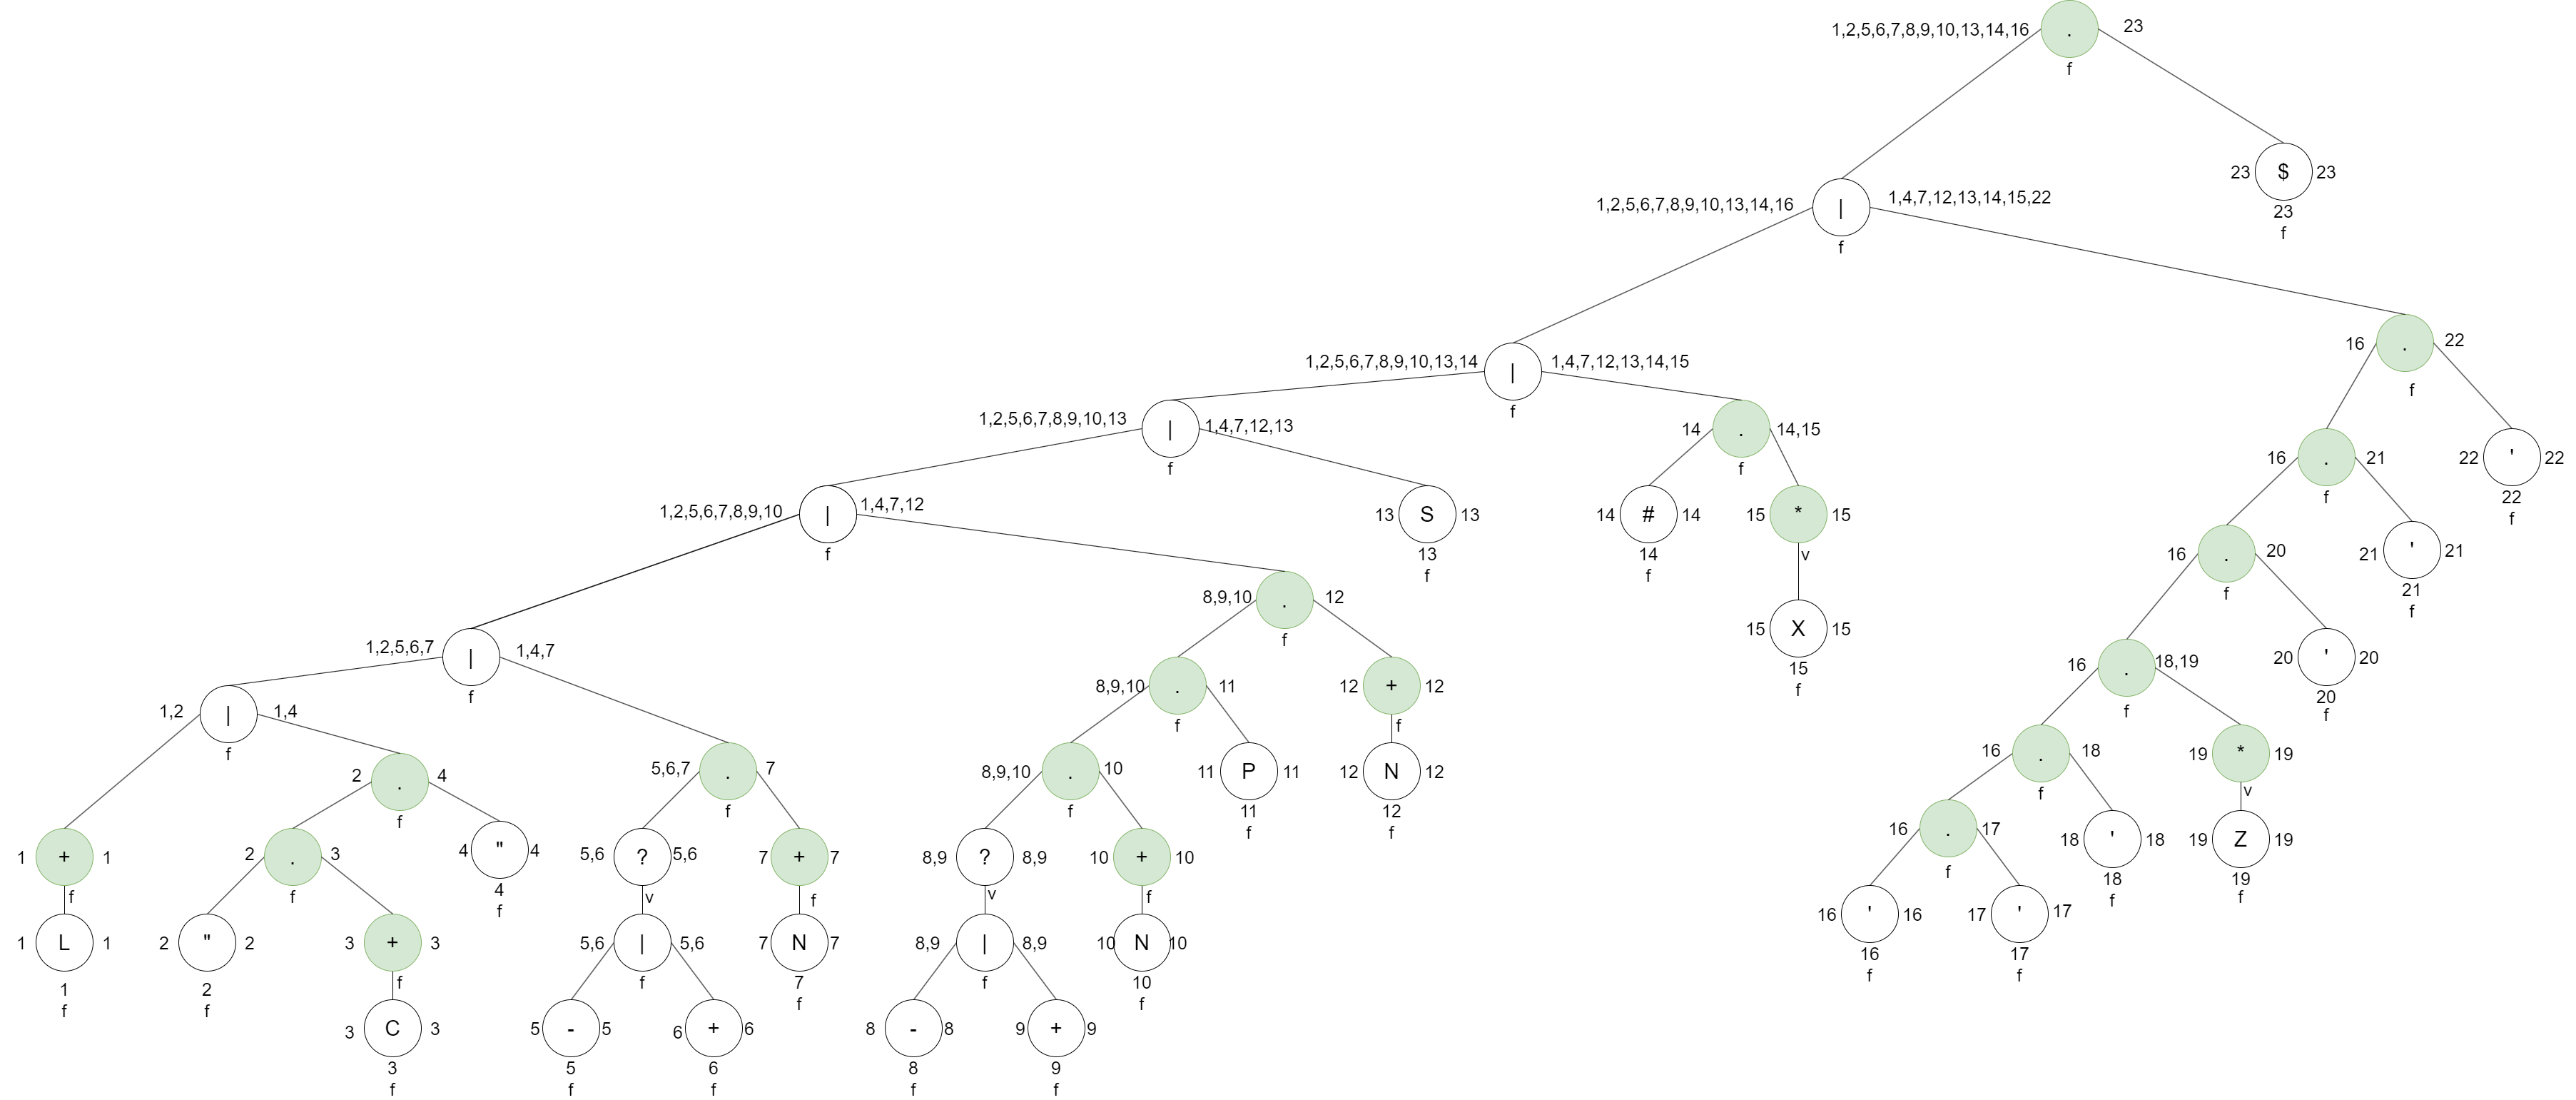 1,2,5,6,7,8,9,10,13,14,16 . 23
f
23 $ 23
23
f
1,2,5,6,7,8,9,10,13,14,16 | 1,4,7,12,13,14,15,22
f
16 . 22
f
1,2,5,6,7,8,9,10,13,14 | 1,4,7,12,13,14,15
f
1,2,5,6,7,8,9,10,13 | 1,4,7,12,13
f
14 . 14,15
f
16 . 21
f
22 ' 22
22
f
1,2,5,6,7,8,9,10 | 1,4,7,12
f
13 S 13
13
f
14 # 14
14
f
15 * 15
v
15 X 15
15
f
16 . 20
f
21 ' 21
21
f
8,9,10 . 12
f
1,2,5,6,7 | 1,4,7
f
16 . 18,19
f
20 ' 20
20
f
8,9,10 . 11
f
12 + 12
f
1,2 | 1,4
f
2 . 4
f
5,6,7 . 7
f
8,9,10 . 10
f
11 P 11
11
f
12 N 12
12
f
16 . 18
f
19 * 19
v
1 + 1
f
2 . 3
f
4 " 4
4
f
5,6 ? 5,6
v
7 + 7
f
8,9 ? 8,9
v
10 + 10
f
16 . 17
f
18 ' 18
18
f
19 Z 19
19
f
1 L 1
1
f
2 " 2
2
f
3 + 3
f
5,6 | 5,6
f
7 N 7
7
f
8,9 | 8,9
f
10 N 10
10
f
16 ' 16
16
f
17 ' 17
17
f
3 C 3
3
f
5 - 5
5
f
6 + 6
6
f
8 - 8
8
f
9 + 9
9
f